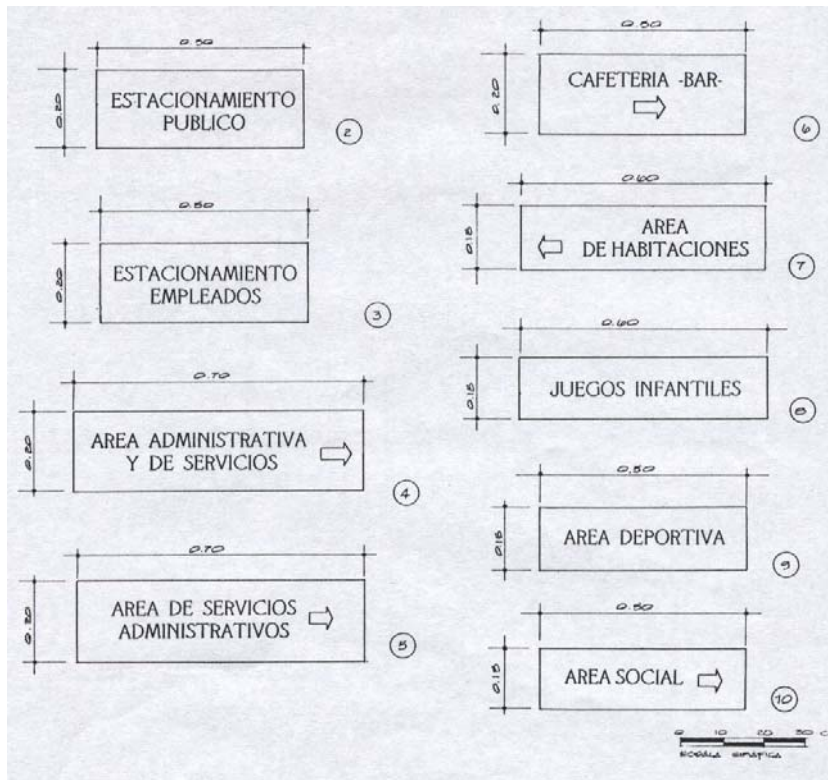 0.50
0.20
ESTACIONAMIENTO
PUBLICO
2
0.50
0.20
ESTACIONAMIENTO
EMPLEADOS
3
0.70
0.20
AREA ADMINISTRATIVA
Y DE SERVICIOS
4
0.70
0.20
AREA DE SERVICIOS
ADMINISTRATIVOS
5
0.50
0.20
CAFETERIA -BAR-
6
0.60
0.15
AREA
DE HABITACIONES
7
0.60
0.15
JUEGOS INFANTILES
8
0.50
0.15
AREA DEPORTIVA
9
0.50
0.15
AREA SOCIAL
10
0 10 20 30
ESCALA GRAFICA